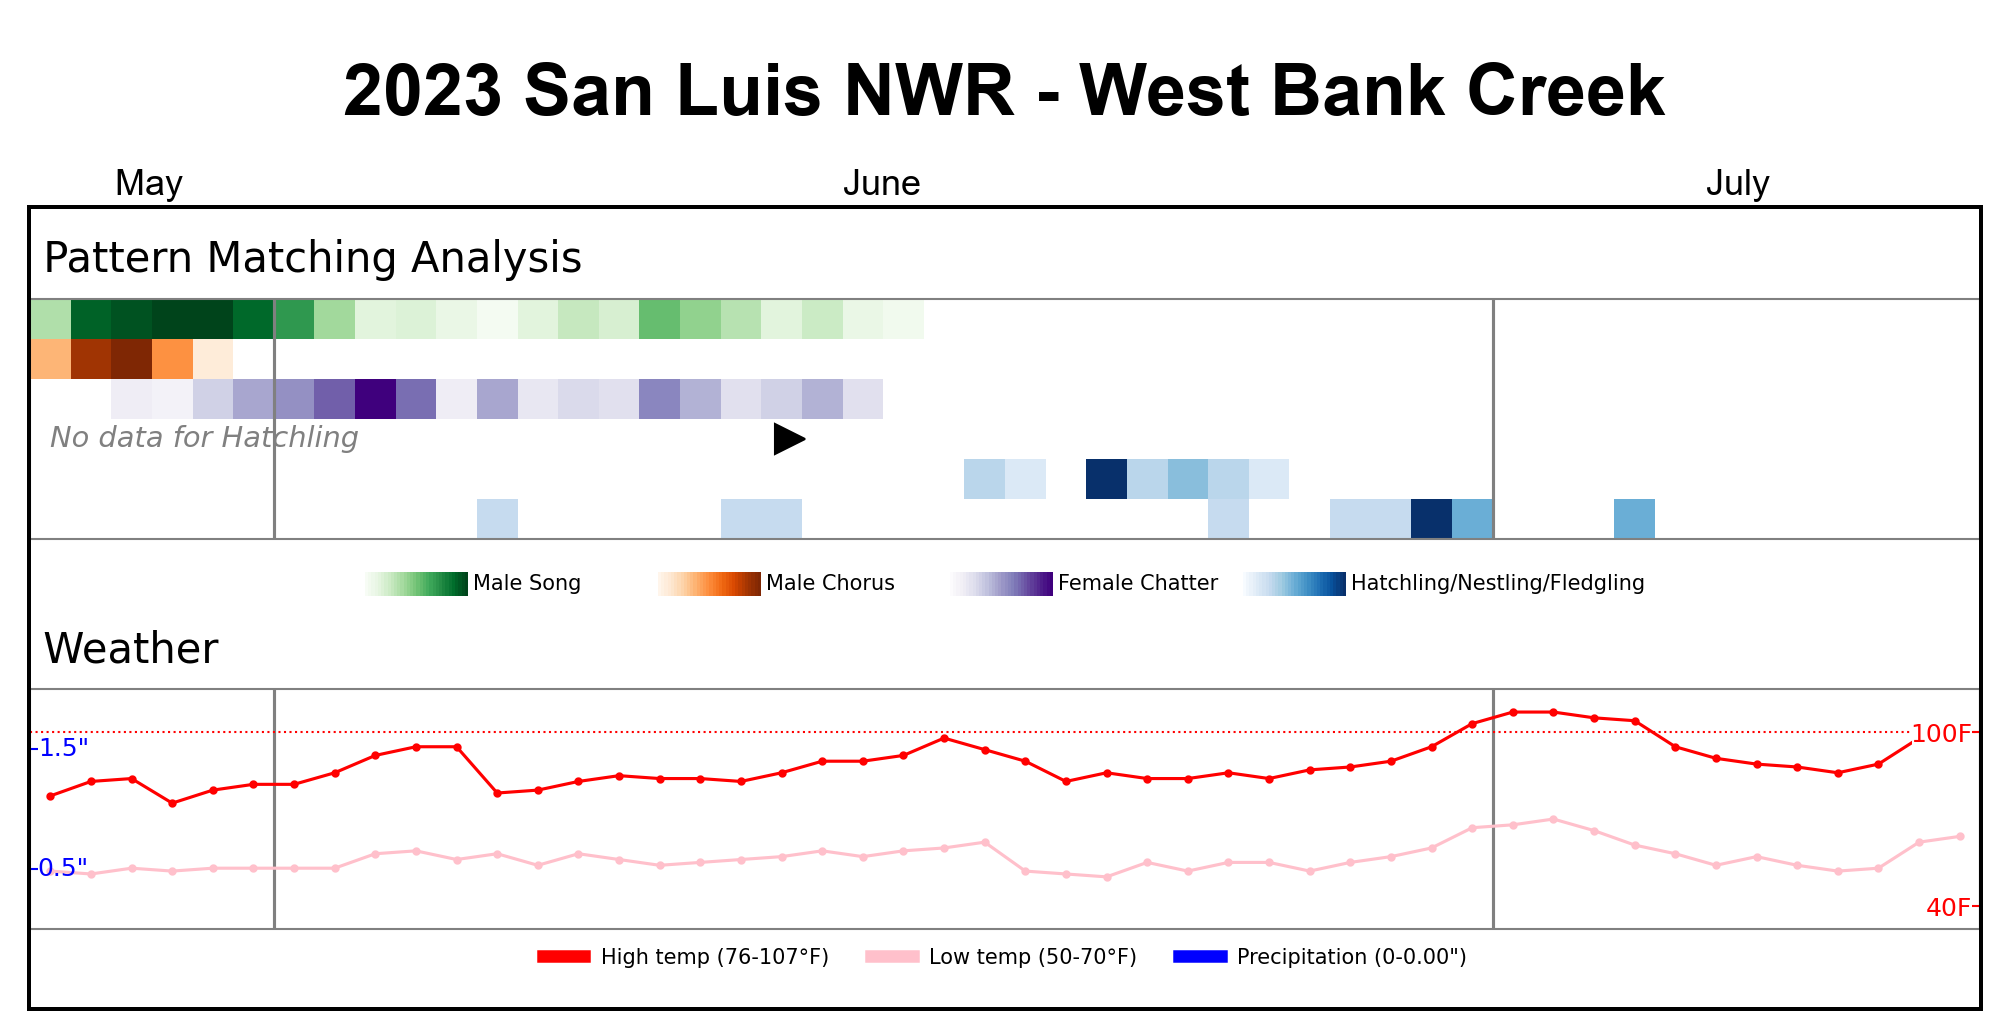 2023 San Luis NWR - West Bank Creek
May June July
Pattern Matching Analysis
No data for Hatchling
Male Song Male Chorus Female Chatter Hatchling/Nestling/Fledgling
Weather
1.5" 100F
0.5"
40F
High temp (76-107°F) Low temp (50-70°F) Precipitation (0-0.00")